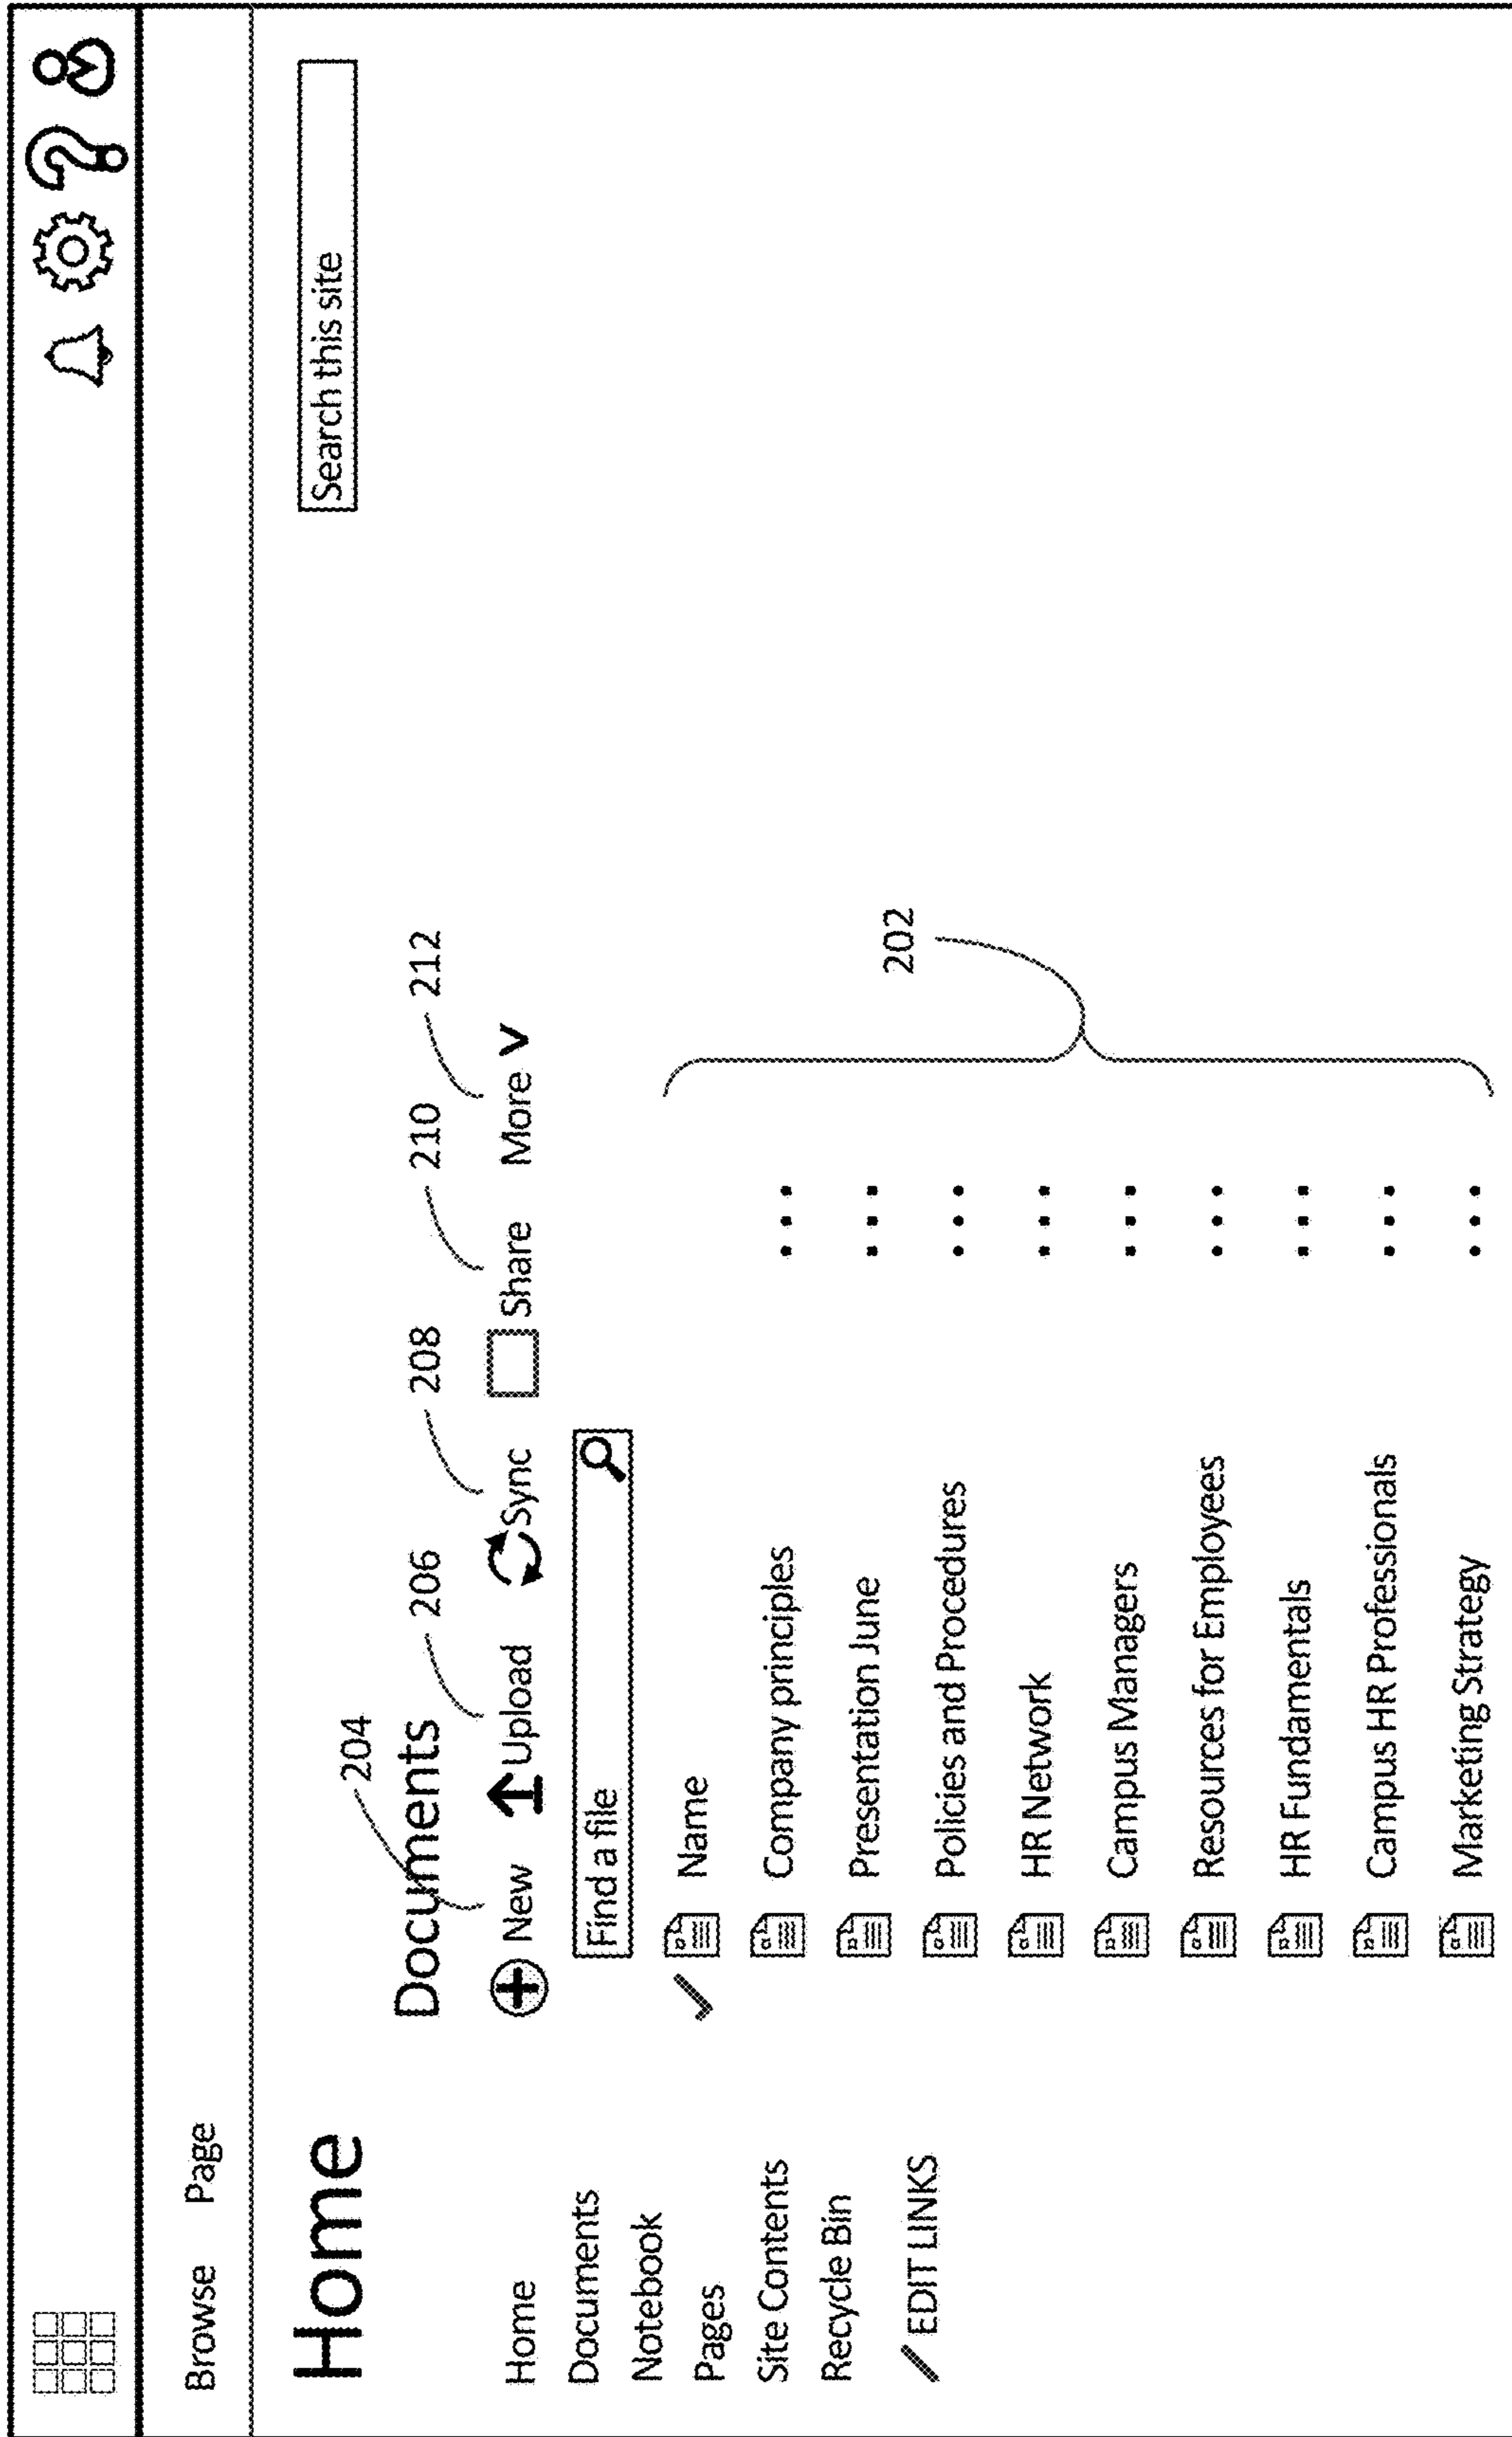 Browse Page
Home
Search this site
204
Documents
206 208 210 212
New Upload Sync Share More
Find a file
Home
Documents
Notebook
Pages
Site Contents
Recycle Bin
EDIT LINKS
Name
Company principles
Presentation June
Policies and Procedures
HR Network
Campus Managers
Resources for Employees
HR Fundamentals
Campus HR Professionals
Marketing Strategy
202